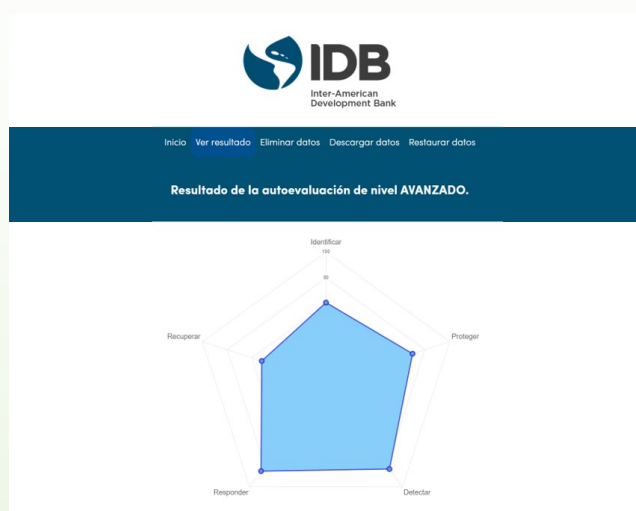 IDB
Inter-American
Development Bank
Inicio Ver resultado Eliminar datos Descargar datos Restaurar datos
Resultado de la autoevaluación de nivel AVANZADO.
Identificar
100
80
Recuperar
Proteger
Responder
Detectar